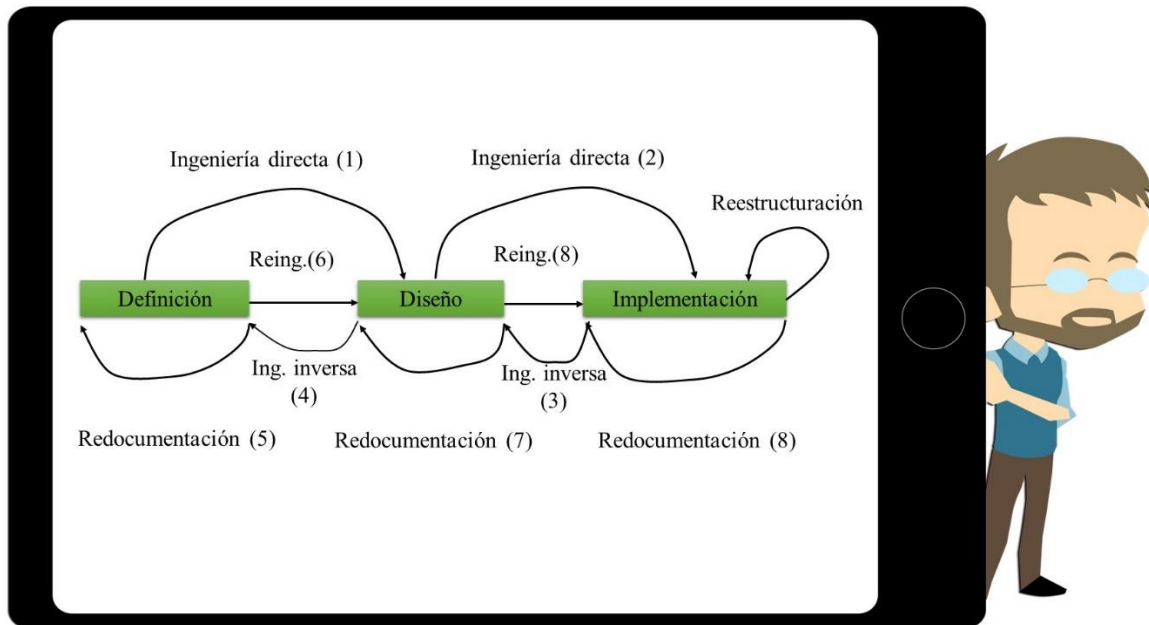 Ingeniería directa (1)
Ingeniería directa (2)
Reestructuración
Reing.(6)
Reing.(8)
Definición
Diseño
Implementación
Ing. inversa
(4)
Ing. inversa
(3)
Redocumentación (5)
Redocumentación (7)
Redocumentación (8)